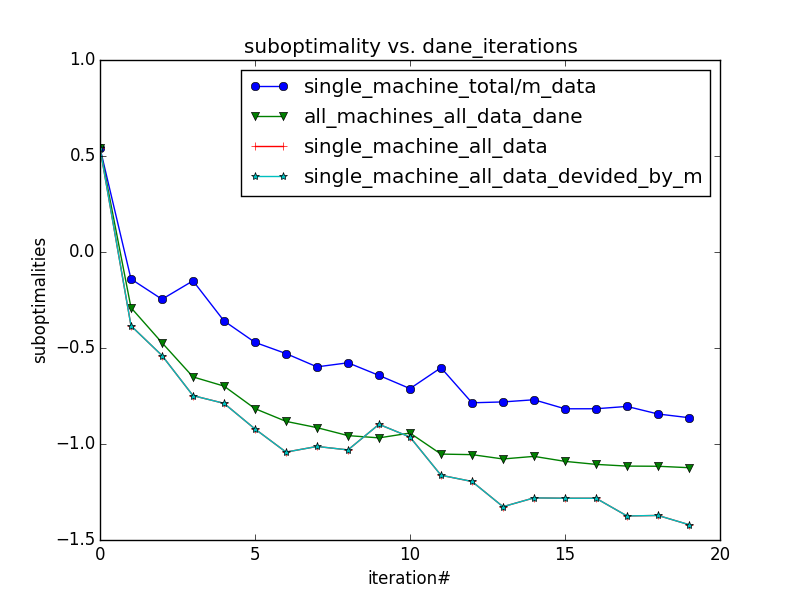 suboptimality vs. dane_iterations
1.0
single_machine_total/m_data
all_machines_all_data_dane
single_machine_all_data
single_machine_all_data_devided_by_m
0.5
0.0
−0.5
−1.0
−1.5
suboptimalities
0 5 10 15 20
iteration#